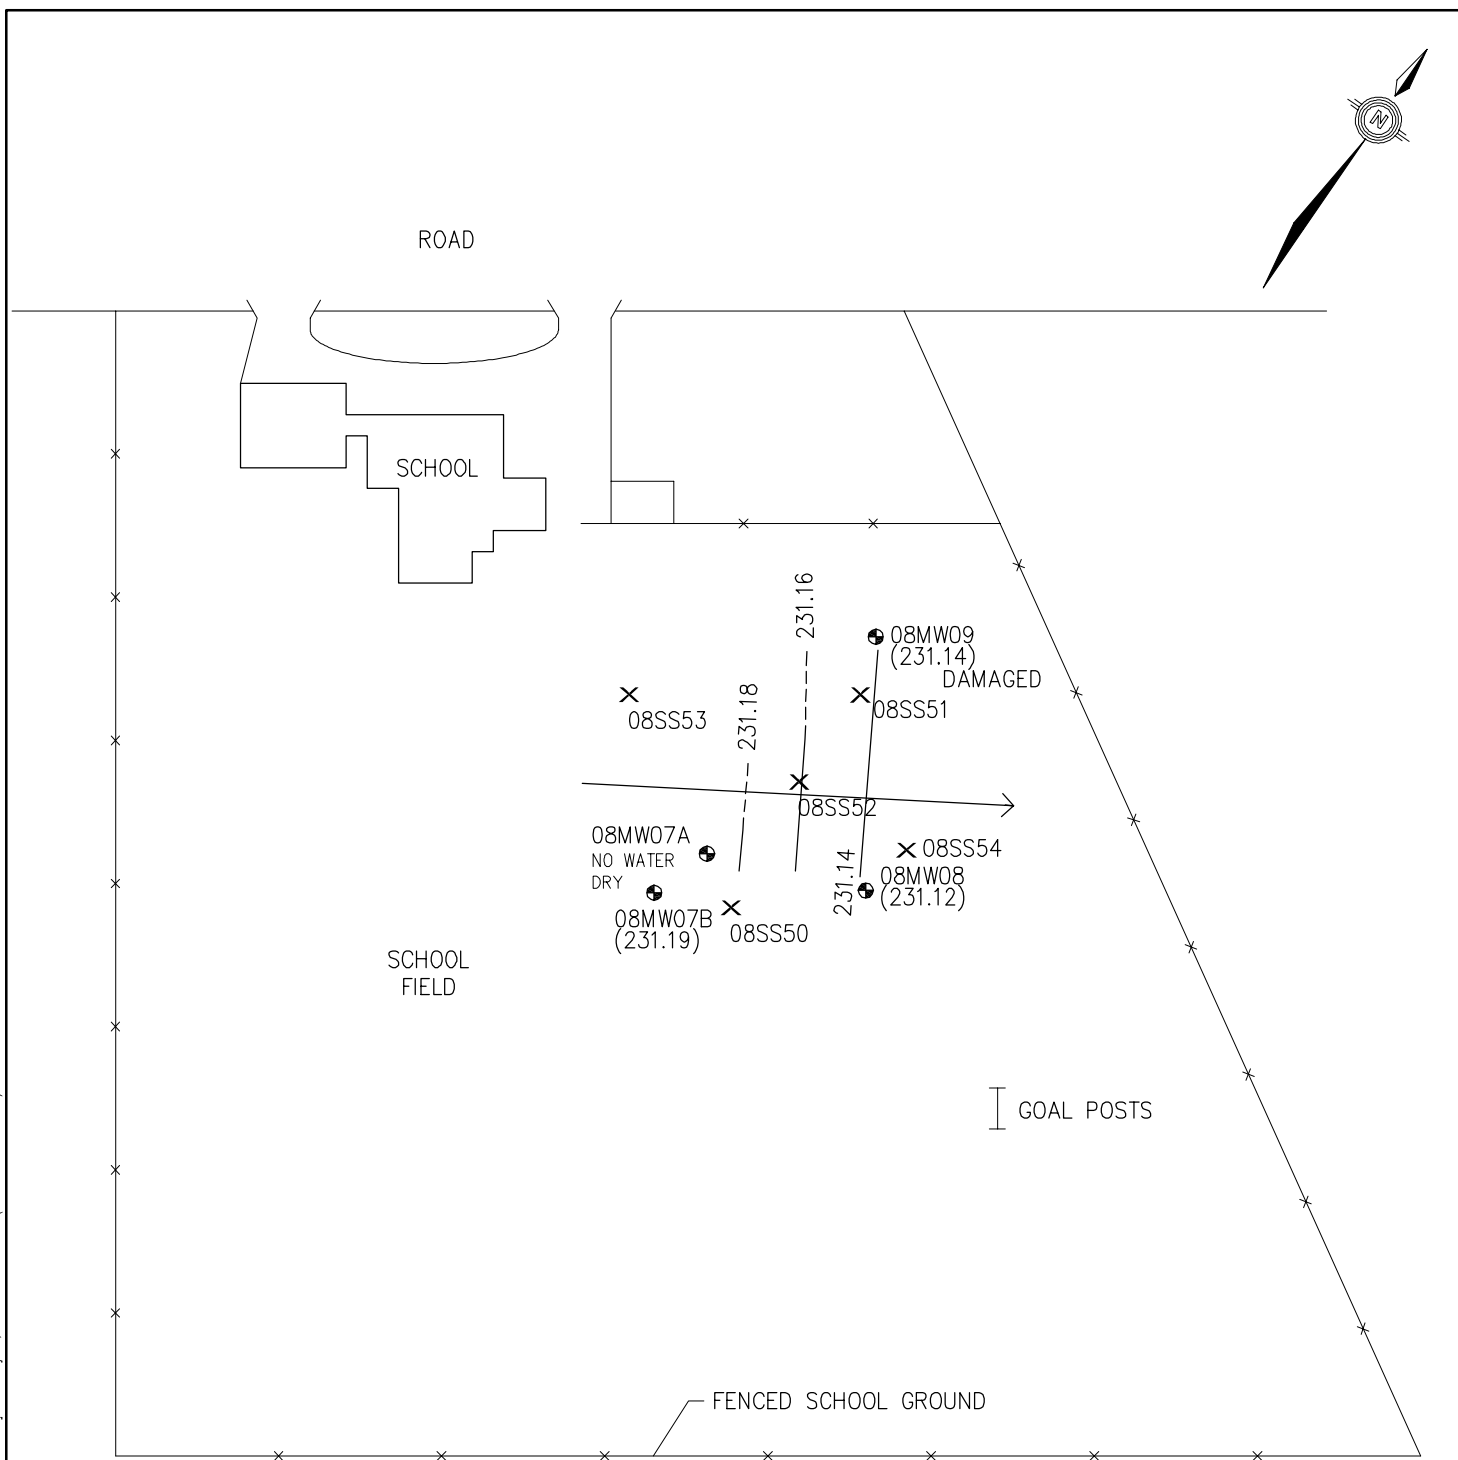 N
ROAD
SCHOOL
231.16
08MW09
(231.14)
DAMAGED
231.18
08SS53
08SS51
08SS52
08MW07A
NO WATER
DRY
08SS54
231.14
08MW08
(231.12)
08MW07B
(231.19)
08SS50
SCHOOL
FIELD
GOAL POSTS
FENCED SCHOOL GROUND